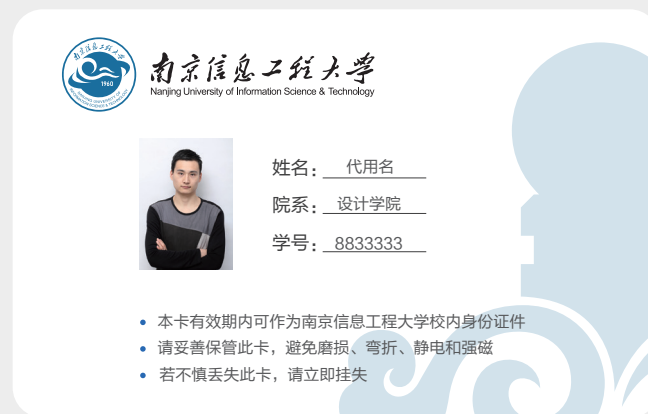 南京信息工程大学
Nanjing University of Information Science & Technology
1960
姓名：代用名
院系：设计学院
学号：8833333
• 本卡有效期内可作为南京信息工程大学校内身份证件
• 请妥善保管此卡，避免磨损、弯折、静电和强磁
• 若不慎丢失此卡，请立即挂失